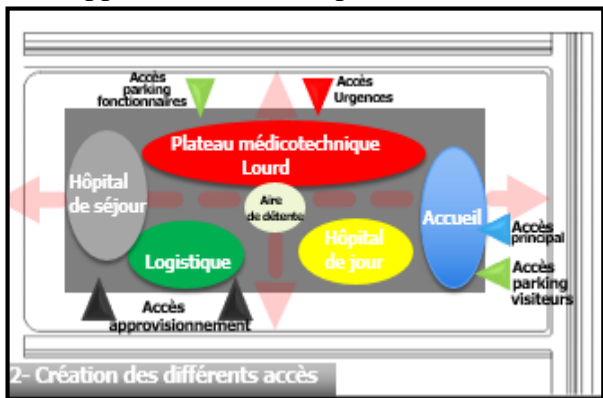 Accès
parking
fonctionnaires
Accès
Urgences
Plateau médicotechnique
Lourd
Hôpital
de séjour
Aire
de détente
Accueil
Accès
principal
Hôpital
de jour
Logistique
Accès
parking
visiteurs
Accès
approvisionnement
2- Création des différents accès